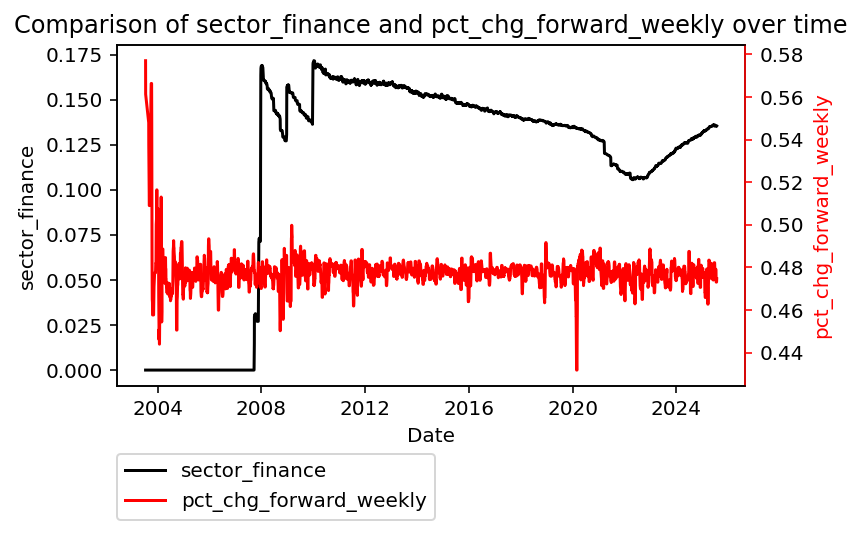 Comparison of sector_finance and pct_chg_forward_weekly over time
0.175
0.150
0.125
0.100
0.075
0.050
0.025
0.000
sector_finance
0.58
0.56
0.54
0.52
0.50
0.48
0.46
0.44
pct_chg_forward_weekly
2004 2008 2012 2016 2020 2024
Date
sector_finance
pct_chg_forward_weekly